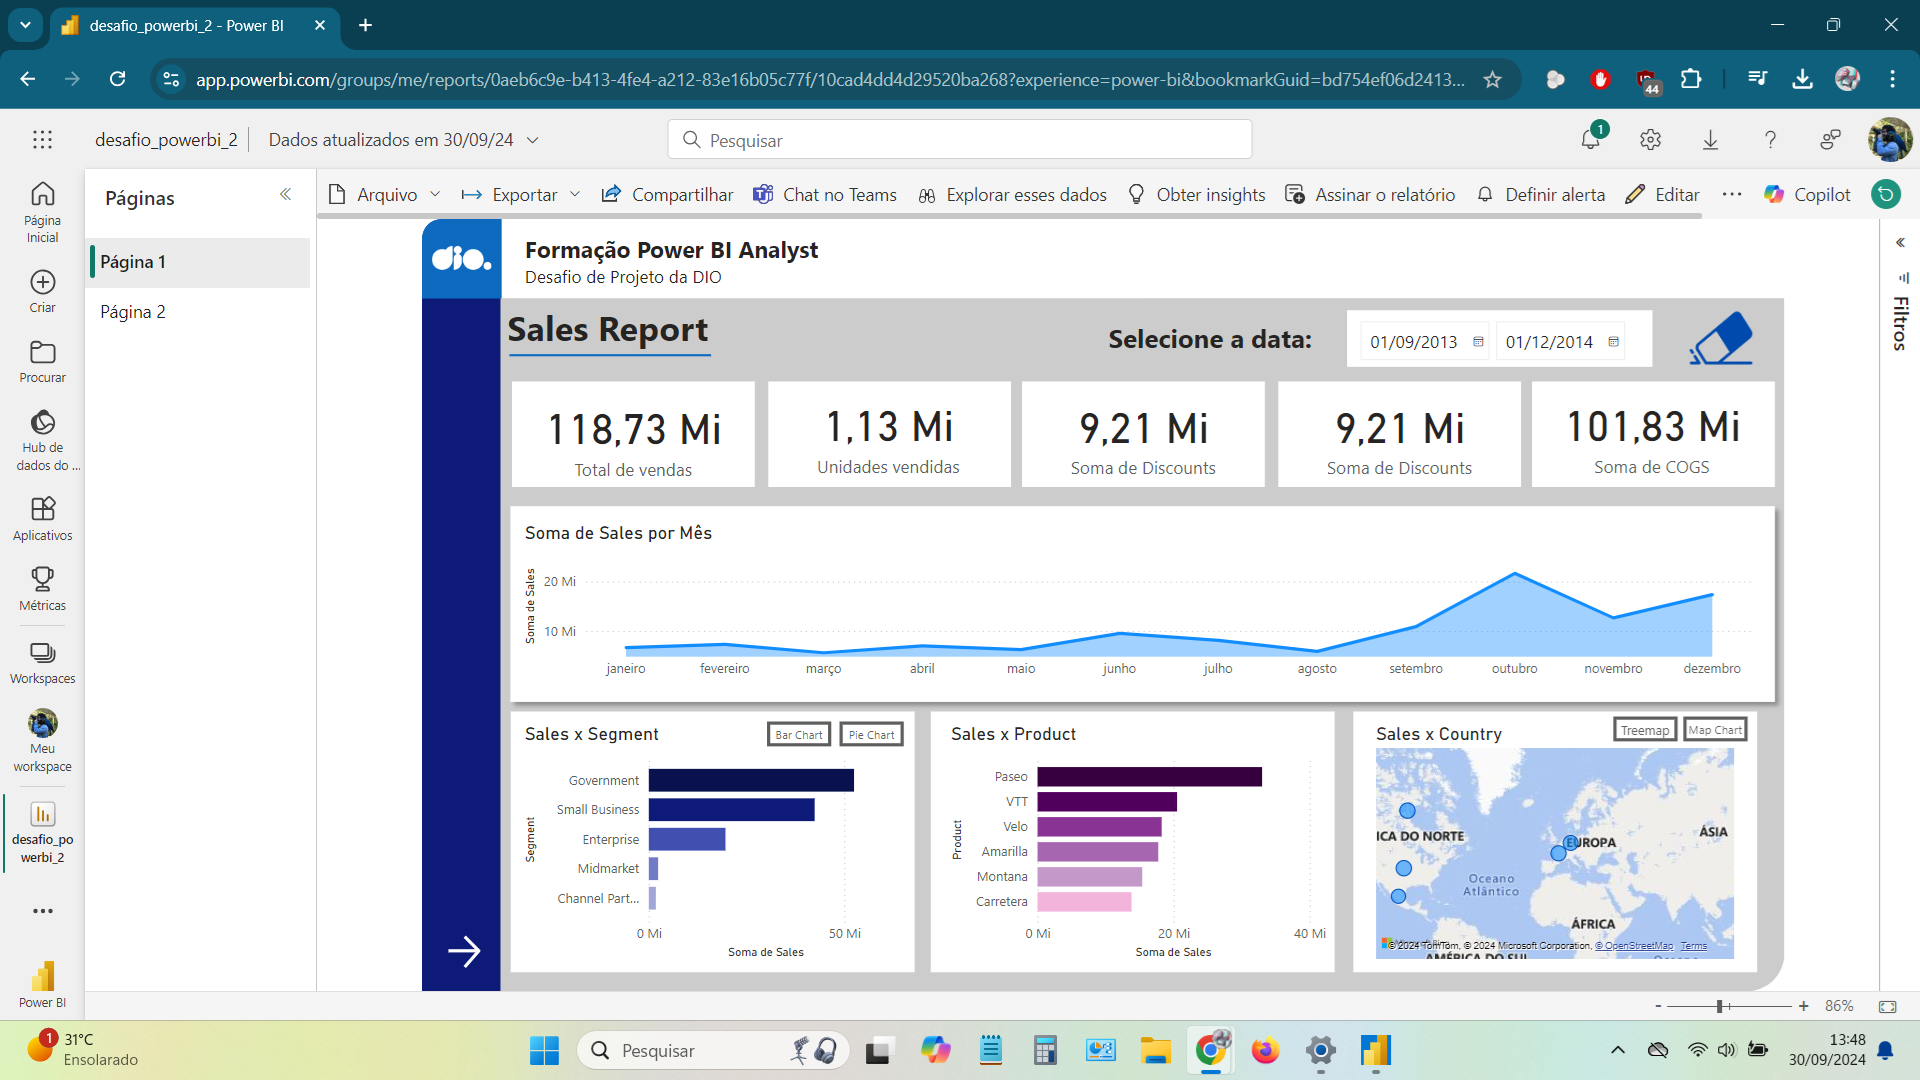 desafio_powerbi_2 - Power BI
app.powerbi.com/groups/me/reports/0aeb6c9e-b413-4fe4-a212-83e16b05c77f/10cad4dd4d29520ba268?experience=power-bi&bookmarkGuid=bd754ef06d2413...
44
desafio_powerbi_2
Dados atualizados em 30/09/24
Pesquisar
1
Página Inicial
Criar
Procurar
Hub de dados do ...
Aplicativos
Métricas
Workspaces
Meu workspace
desafio_po
werbi_2
Power BI
Páginas
Página 1
Página 2
Arquivo
Exportar
Compartilhar
Chat no Teams
Explorar esses dados
Obter insights
Assinar o relatório
Definir alerta
Editar
Copilot
Filtros
dio.
Formação Power BI Analyst
Desafio de Projeto da DIO
Sales Report
Selecione a data:
01/09/2013
01/12/2014
118,73 Mi
Total de vendas
1,13 Mi
Unidades vendidas
9,21 Mi
Soma de Discounts
9,21 Mi
Soma de Discounts
101,83 Mi
Soma de COGS
Soma de Sales por Mês
Soma de Sales
20 Mi
10 Mi
janeiro fevereiro março abril maio junho julho agosto setembro outubro novembro dezembro
Sales x Segment
Bar Chart
Pie Chart
Segment
Government
Small Business
Enterprise
Midmarket
Channel Part...
0 Mi 50 Mi
Soma de Sales
Sales x Product
Product
Paseo
VTT
Velo
Amarilla
Montana
Carretera
0 Mi 20 Mi 40 Mi
Soma de Sales
Sales x Country
Treemap
Map Chart
ICA DO NORTE
EUROPA
ÁSIA
Oceano
Atlântico
ÁFRICA
© 2024 TomTom, © 2024 Microsoft Corporation, © OpenStreetMap Terms
AMÉRICA DO SUL
- + 86%
1
31°C
Ensolarado
Pesquisar
13:48
30/09/2024